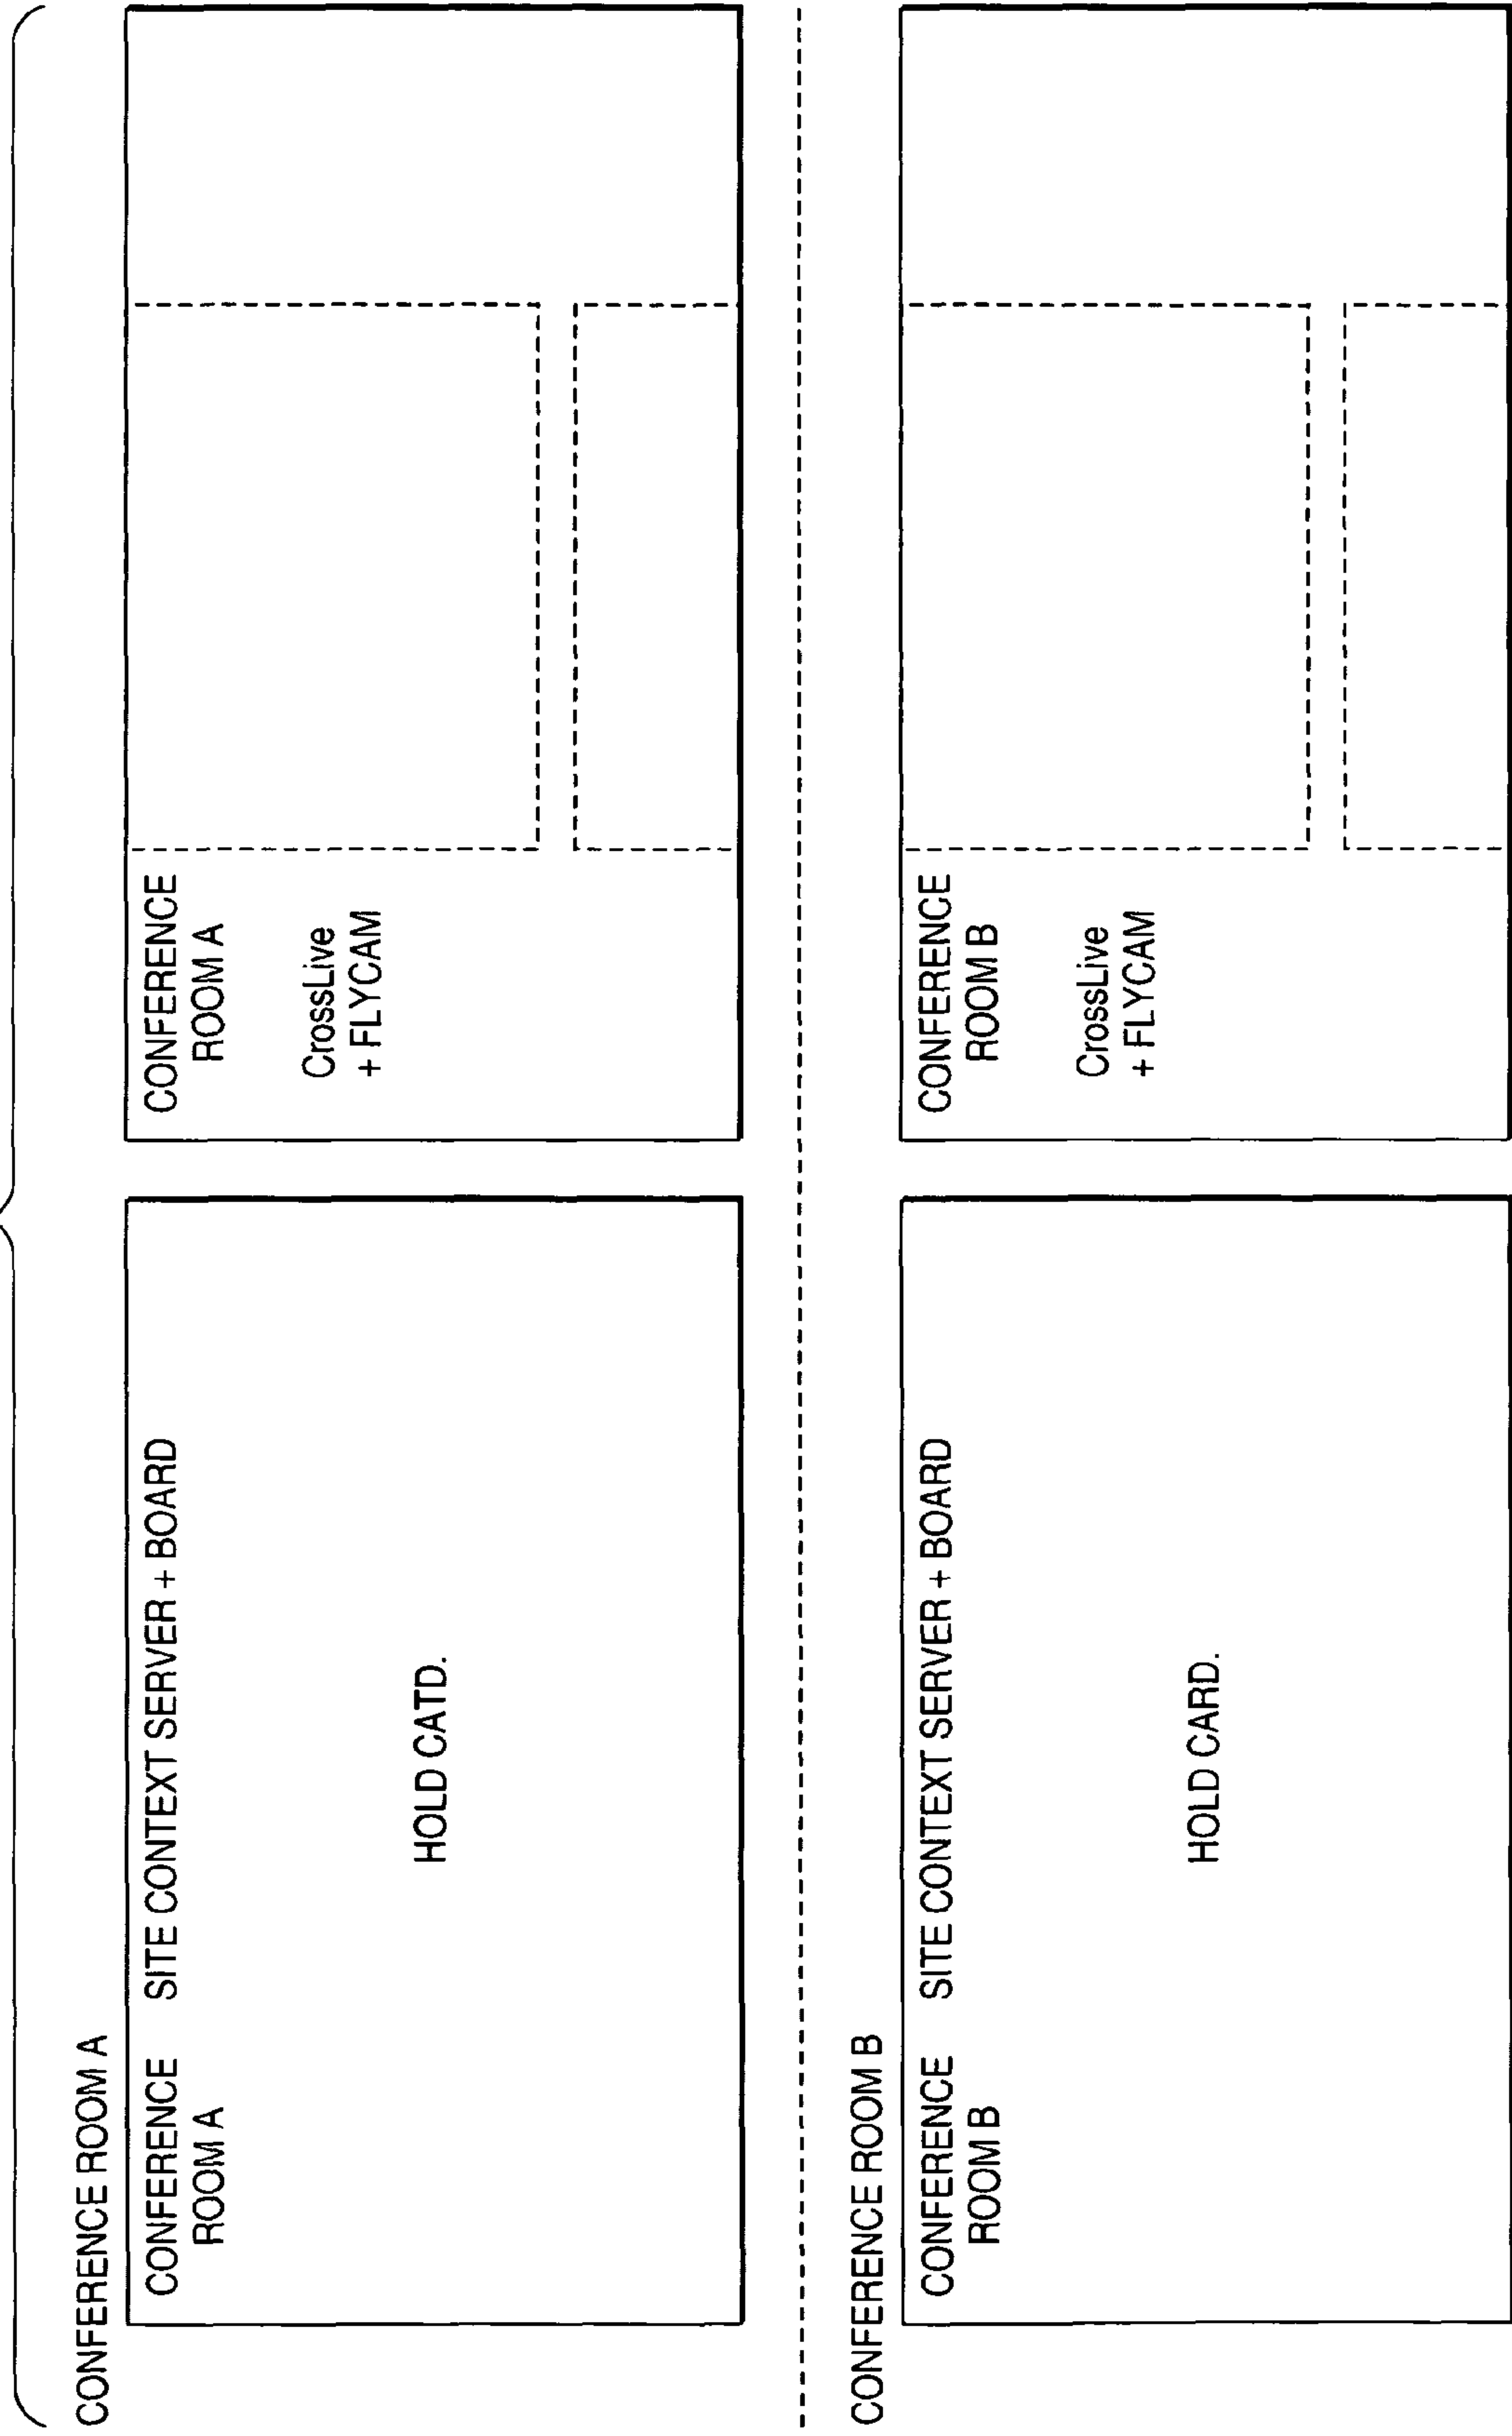 CONFERENCE ROOM A
CONFERENCE
ROOM A
SITE CONTEXT SERVER + BOARD
HOLD CATD.
CONFERENCE
ROOM A
CrossLive
+ FLYCAM
CONFERENCE ROOM B
CONFERENCE
ROOM B
SITE CONTEXT SERVER + BOARD
HOLD CARD.
CONFERENCE
ROOM B
CrossLive
+ FLYCAM